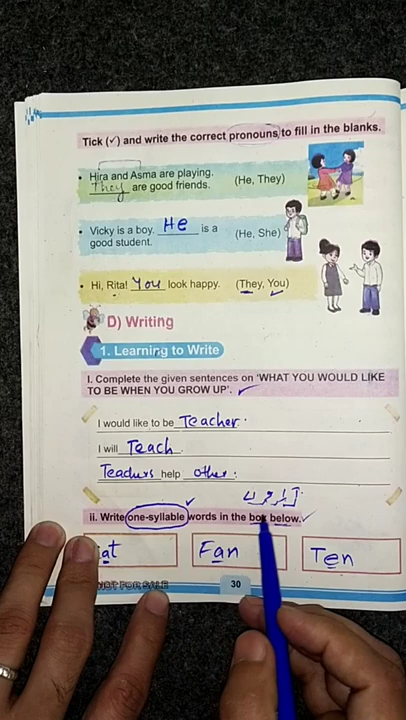 Tick (✓) and write the correct pronouns to fill in the blanks.
• Hira and Asma are playing.
They are good friends. (He, They)
• Vicky is a boy. He is a
good student. (He, She)
• Hi, Rita! You look happy. (They, You)
D) Writing
1. Learning to Write
I. Complete the given sentences on 'WHAT YOU WOULD LIKE
TO BE WHEN YOU GROW UP'.
I would like to be Teacher.
I will Teach.
help other.
ii. Write one-syllable words in the box below.
Fan Ten
NOT FOR SALE 30